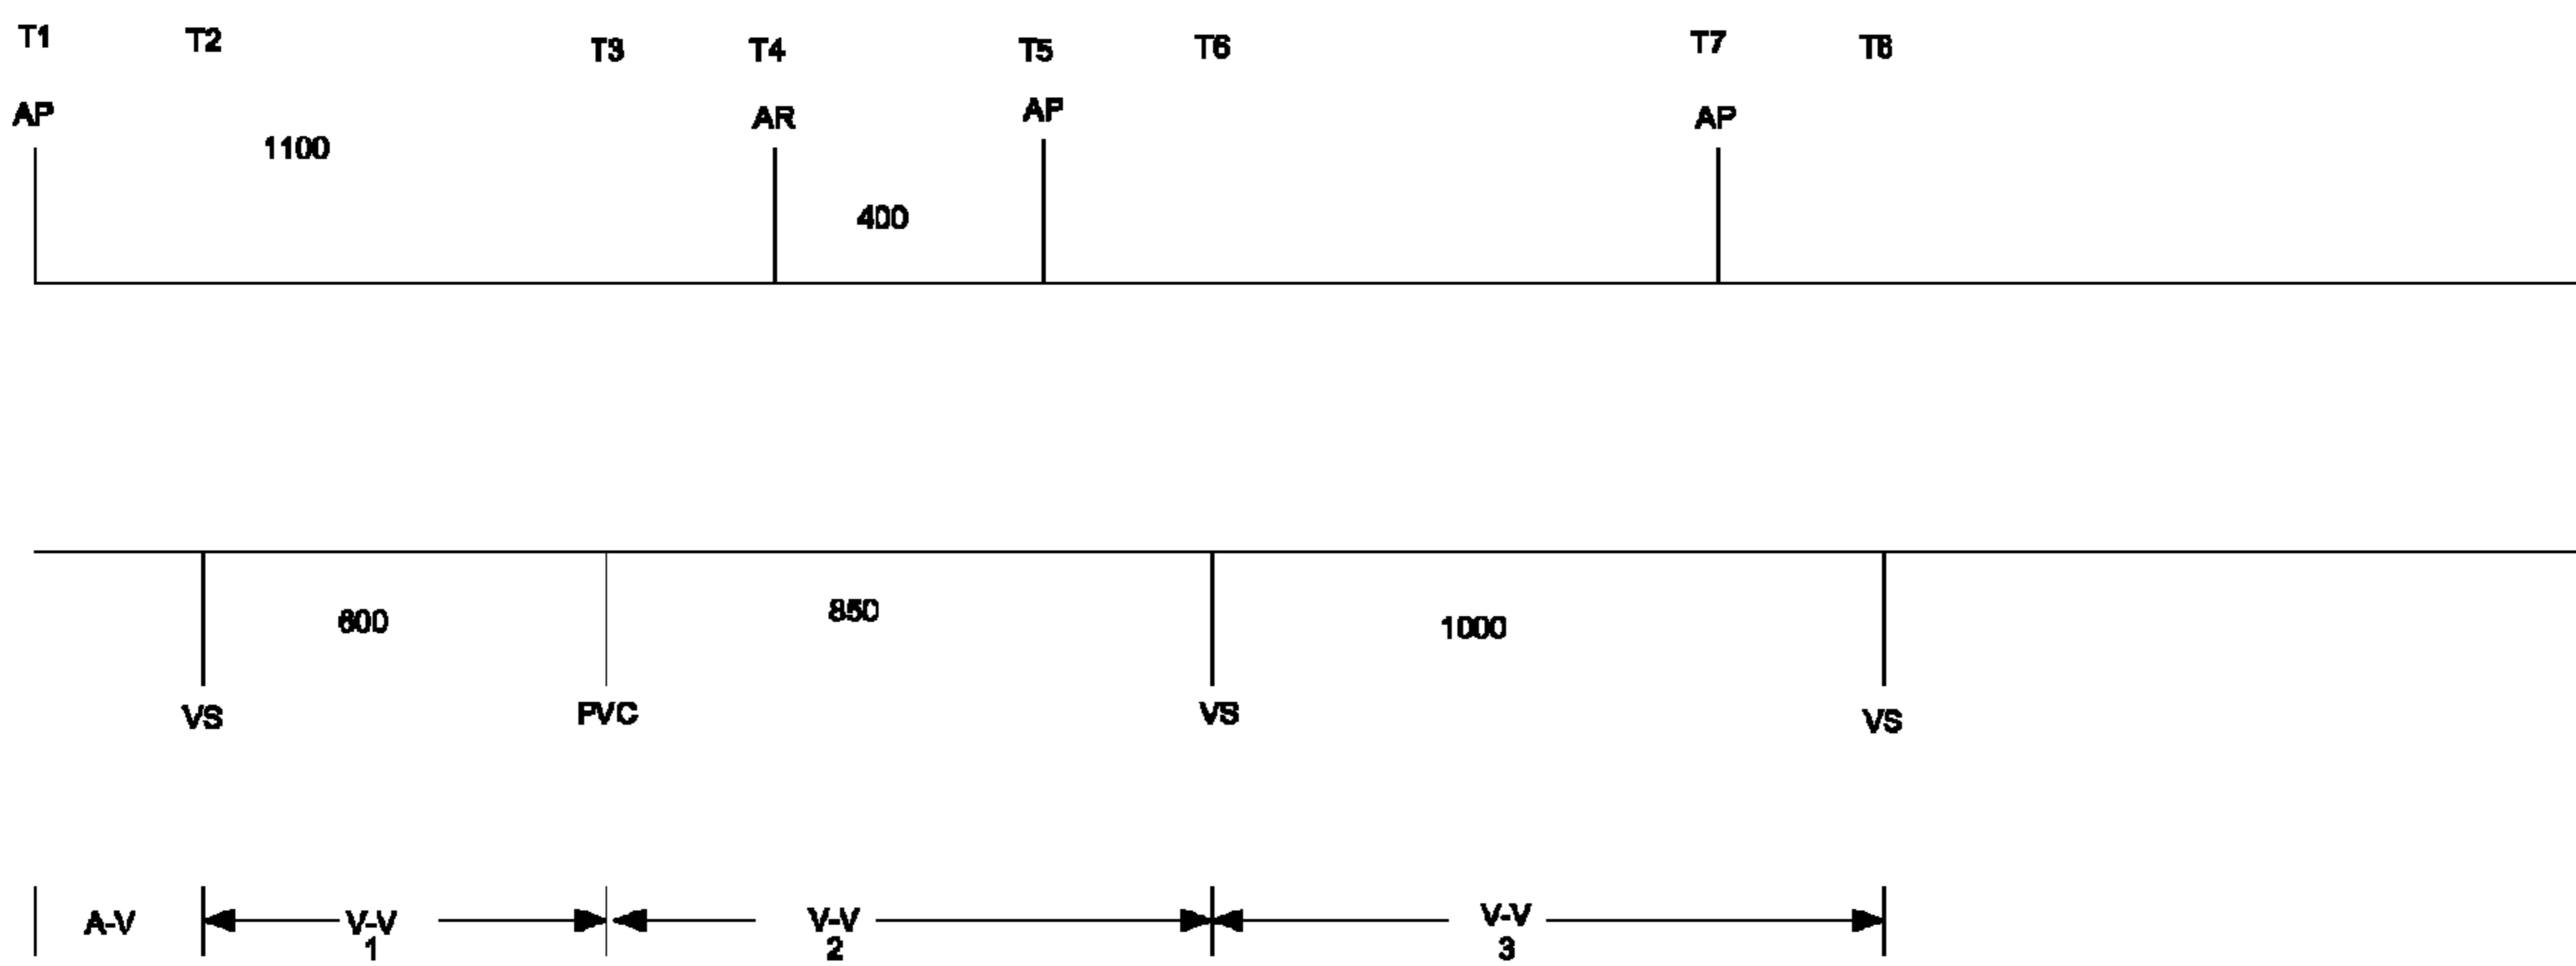 T1 T2 T3 T4 T5 T6 T7 T8
AP AR AP AP
1100
400
600 850 1000
VS PVC VS VS
A-V V-V V-V V-V
1 2 3